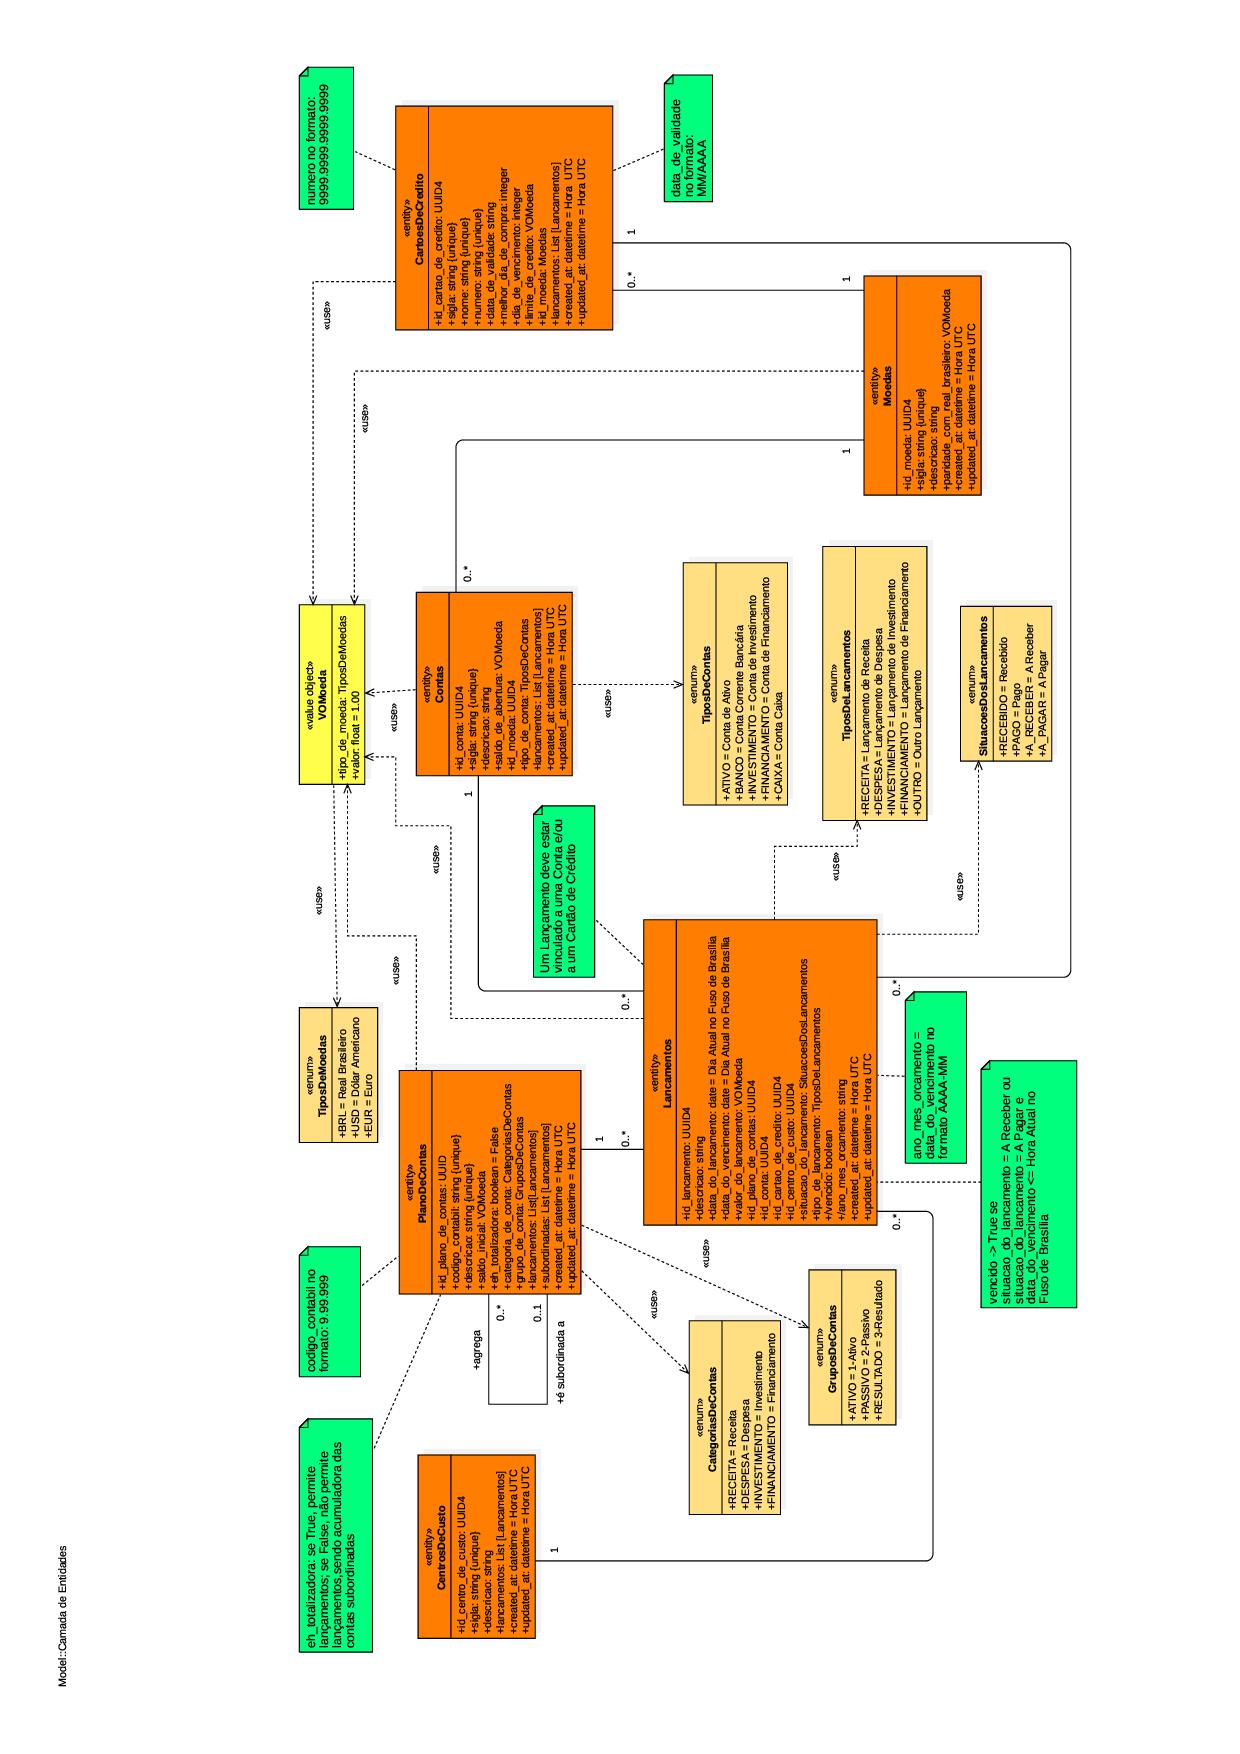 Model::Camada de Entidades
eh_totalizadora: se True, permite
lançamentos; se False, não permite
lançamentos,sendo acumuladora das
contas subordinadas
codigo_contabil no
formato: 9.99.999
«enum»
TiposDeMoedas
+BRL = Real Brasileiro
+USD = Dólar Americano
+EUR = Euro
«use»
«value object»
VOMoeda
+tipo_de_moeda: TiposDeMoedas
+valor: float = 1.00
«use»
«use»
numero no formato:
9999.9999.9999.9999
«entity»
CentrosDeCusto
+id_centro_de_custo: UUID4
+sigla: string {unique}
+descricao: string
+lancamentos: List [Lancamentos]
+created_at: datetime = Hora UTC
+updated_at: datetime = Hora UTC
1
+agrega
0..*
0..1
+é subordinada a
«entity»
PlanoDeContas
+id_plano_de_contas: UUID
+codigo_contabil: string {unique}
+descricao: string {unique}
+saldo_inicial: VOMoeda
+eh_totalizadora: boolean = False
+categoria_de_conta: CategoriasDeContas
+grupo_de_conta: GruposDeContas
+lancamentos: List[Lancamentos]
+subordinadas: List [Lancamentos]
+created_at: datetime = Hora UTC
+updated_at: datetime = Hora UTC
«use»
«use»
«use»
1
0..*
«entity»
Contas
+id_conta: UUID4
+sigla: string {unique}
+descricao: string
+saldo_de_abertura: VOMoeda
+id_moeda: UUID4
+tipo_de_conta: TiposDeContas
+lancamentos: List [Lancamentos]
+created_at: datetime = Hora UTC
+updated_at: datetime = Hora UTC
«entity»
CartoesDeCredito
+id_cartao_de_credito: UUID4
+sigla: string {unique}
+nome: string {unique}
+numero: string {unique}
+data_de_validade: string
+melhor_dia_de_compra: integer
+dia_de_vencimento: integer
+limite_de_credito: VOMoeda
+id_moeda: Moedas
+lancamentos: List [Lancamentos]
+created_at: datetime = Hora  UTC
+updated_at: datetime = Hora  UTC
Um Lançamento deve estar
vinculado a uma Conta e/ou
a um Cartão de Crédito
1
0..*
0..*
«use»
0..*
1
«use»
«use»
«entity»
Lancamentos
+id_lancamento: UUID4
+descricao: string
+data_do_lancamento: date = Dia Atual no Fuso de Brasília
+data_do_vencimento: date = Dia Atual no Fuso de Brasília
+valor_do_lancamento: VOMoeda
+id_plano_de_contas: UUID4
+id_conta: UUID4
+id_cartao_de_credito: UUID4
+id_centro_de_custo: UUID4
+situacao_do_lancamento: SituacoesDosLancamentos
+tipo_de_lancamento: TiposDeLancamentos
+/vencido: boolean
+/ano_mes_orcamento: string
+created_at: datetime = Hora UTC
+updated_at: datetime = Hora UTC
data_de_validade
no formato:
MM/AAAA
«enum»
CategoriasDeContas
+RECEITA = Receita
+DESPESA = Despesa
+INVESTIMENTO = Investimento
+FINANCIAMENTO = Financiamento
«enum»
TiposDeContas
+ATIVO = Conta de Ativo
+BANCO = Conta Corrente Bancária
+INVESTIMENTO = Conta de Investimento
+FINANCIAMENTO = Conta de Financiamento
+CAIXA = Conta Caixa
«enum»
GruposDeContas
+ATIVO = 1-Ativo
+PASSIVO = 2-Passivo
+RESULTADO = 3-Resultado
«use»
«enum»
TiposDeLancamentos
+RECEITA = Lançamento de Receita
+DESPESA = Lançamento de Despesa
+INVESTIMENTO = Lançamento de Investimento
+FINANCIAMENTO = Lançamento de Financiamento
+OUTRO = Outro Lançamento
1
1
«entity»
Moedas
+id_moeda: UUID4
+sigla: string {unique}
+descricao: string
+paridade_com_real_brasileiro: VOMoeda
+created_at: datetime = Hora UTC
+updated_at: datetime = Hora UTC
0..*
0..*
ano_mes_orcamento =
data_do_vencimento no
formato AAAA-MM
«use»
«enum»
SituacoesDosLancamentos
+RECEBIDO = Recebido
+PAGO = Pago
+A_RECEBER = A Receber
+A_PAGAR = A Pagar
vencido -> True se
situacao_do_lancamento = A Receber ou
situacao_do_lancamento = A Pagar e
data_do_vencimento <= Hora Atual no
Fuso de Brasília